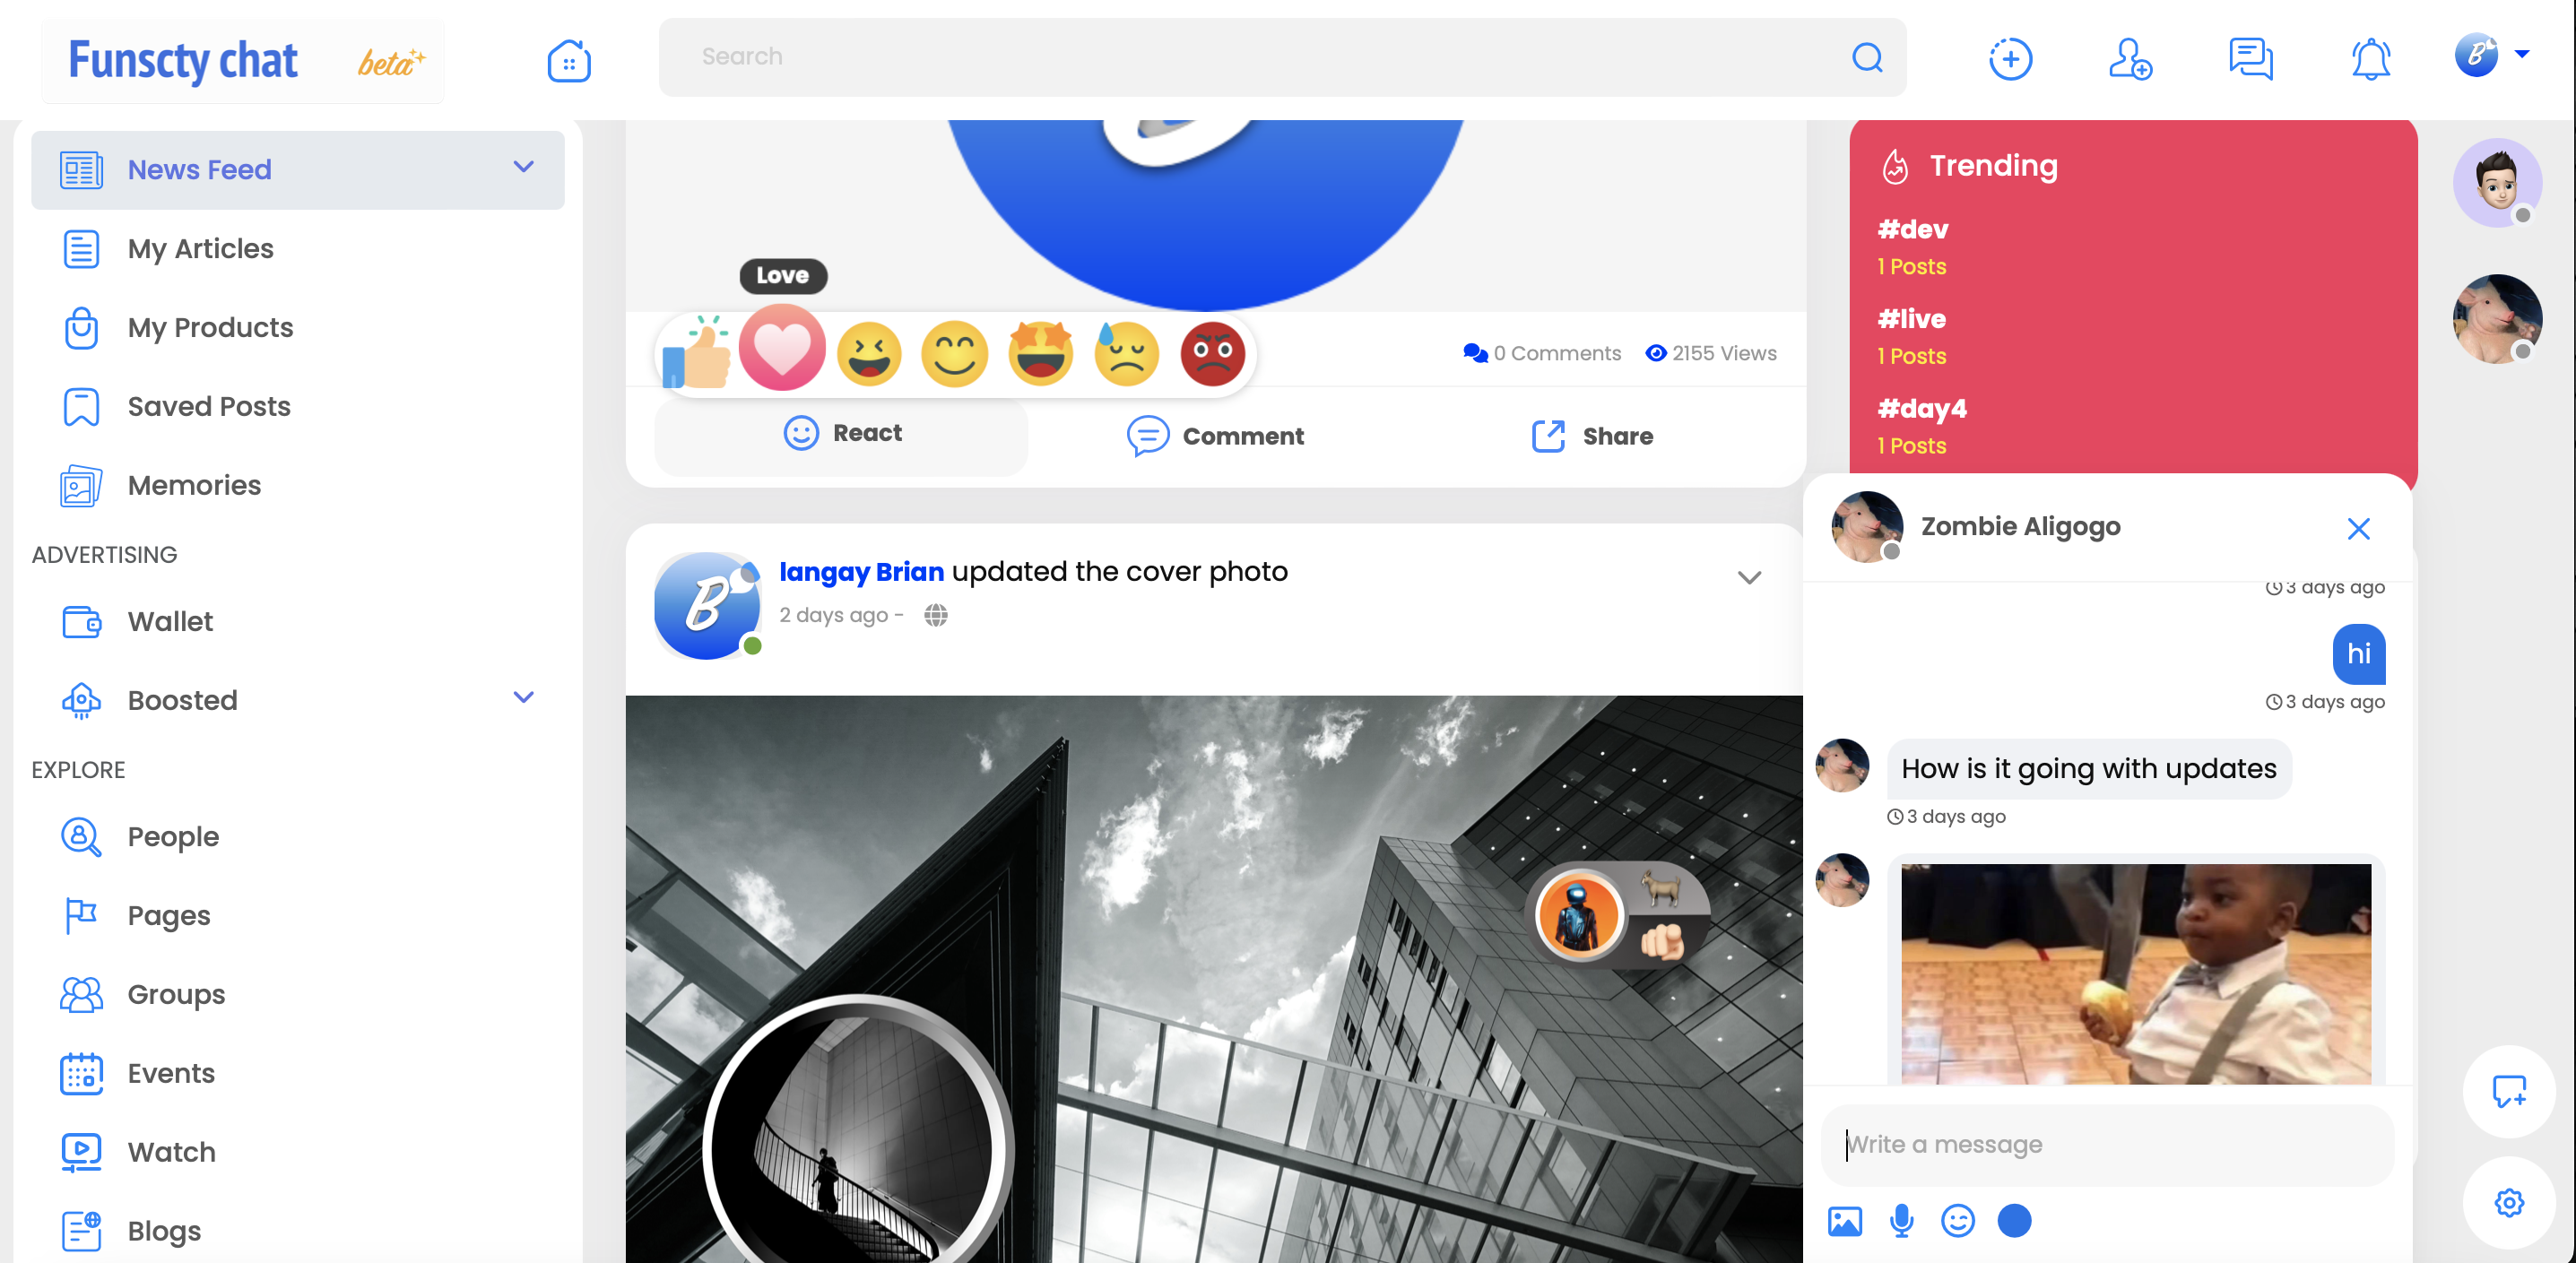 Funscty chat beta
Search
News Feed
My Articles
My Products
Saved Posts
Memories
ADVERTISING
Wallet
Boosted
EXPLORE
People
Pages
Groups
Events
Watch
Blogs
Love
0 Comments 2155 Views
React Comment Share
Iangay Brian updated the cover photo
2 days ago -
Trending
#dev
1 Posts
#live
1 Posts
#day4
1 Posts
Zombie Aligogo
3 days ago
hi
3 days ago
How is it going with updates
3 days ago
Write a message